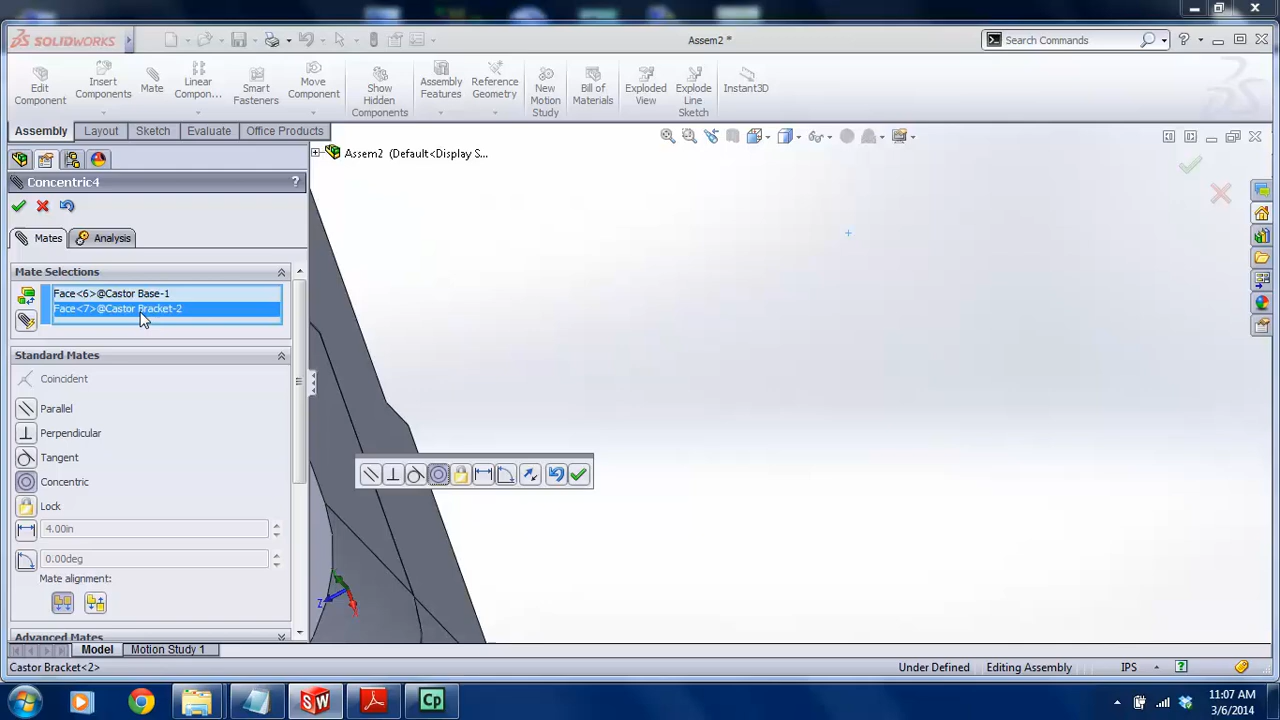 SOLIDWORKS
Assem2 *
Search Commands
?
Edit Component
Insert Components
Mate
Linear Compon...
Smart Fasteners
Move Component
Show Hidden Components
Assembly Features
Reference Geometry
New Motion Study
Bill of Materials
Exploded View
Explode Line Sketch
Instant3D
Assembly
Layout
Sketch
Evaluate
Office Products
Assem2 (Default<Display S...
Concentric4
?
Mates
Analysis
Mate Selections
Face<6>@Castor Base-1
Face<7>@Castor Bracket-2
Standard Mates
Coincident
Parallel
Perpendicular
Tangent
Concentric
Lock
4.00in
0.00deg
Mate alignment:
Advanced Mates
Z
Model
Motion Study 1
Castor Bracket<2>
Under Defined
Editing Assembly
IPS
?
SW
Cp
11:07 AM
3/6/2014